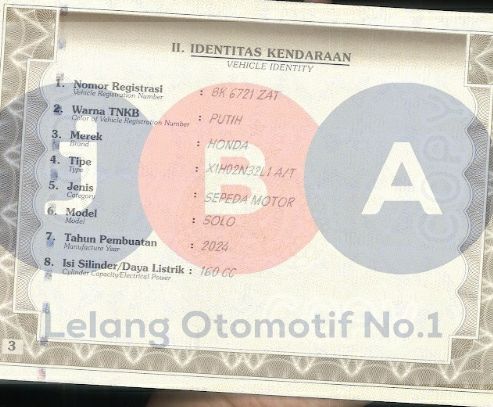 II. IDENTITAS KENDARAAN
VEHICLE IDENTITY
1. Nomor Registrasi : BK 6721 ZAT
Vehicle Registration Number
2. Warna TNKB : PUTIH
Color of Vehicle Registration Number
3. Merek : HONDA
Brand
4. Tipe : X1H02N32L1 A/T
Type
5. Jenis : SEPEDA MOTOR
Category
6. Model : SOLO
Model
7. Tahun Pembuatan : 2024
Manufacture Year
8. Isi Silinder/Daya Listrik : 160 CC
Cylinder Capacity/Electrical Power
JBA
Lelang Otomotif No.1
3